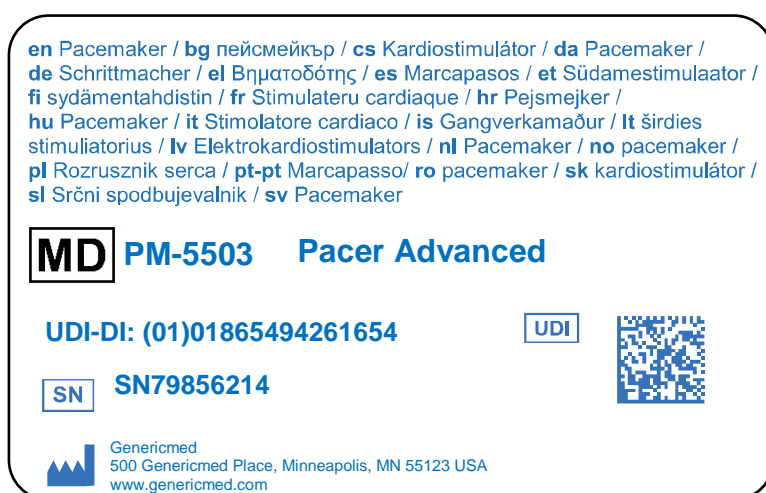 en Pacemaker / bg пейсмейкър / cs Kardiostimulátor / da Pacemaker /
de Schrittmacher / el Βηματοδότης / es Marcapasos / et Südamestimulaator /
fi sydämentahdistin / fr Stimulateru cardiaque / hr Pejsmejker /
hu Pacemaker / it Stimolatore cardiaco / is Gangverkamaður / lt širdies
stimuliatorius / lv Elektrokardiostimulators / nl Pacemaker / no pacemaker /
pl Rozrusznik serca / pt-pt Marcapasso/ ro pacemaker / sk kardiostimulátor /
sl Srčni spodbujevalnik / sv Pacemaker
MD PM-5503 Pacer Advanced
UDI-DI: (01)01865494261654 UDI
SN SN79856214
Genericmed
500 Genericmed Place, Minneapolis, MN 55123 USA
www.genericmed.com